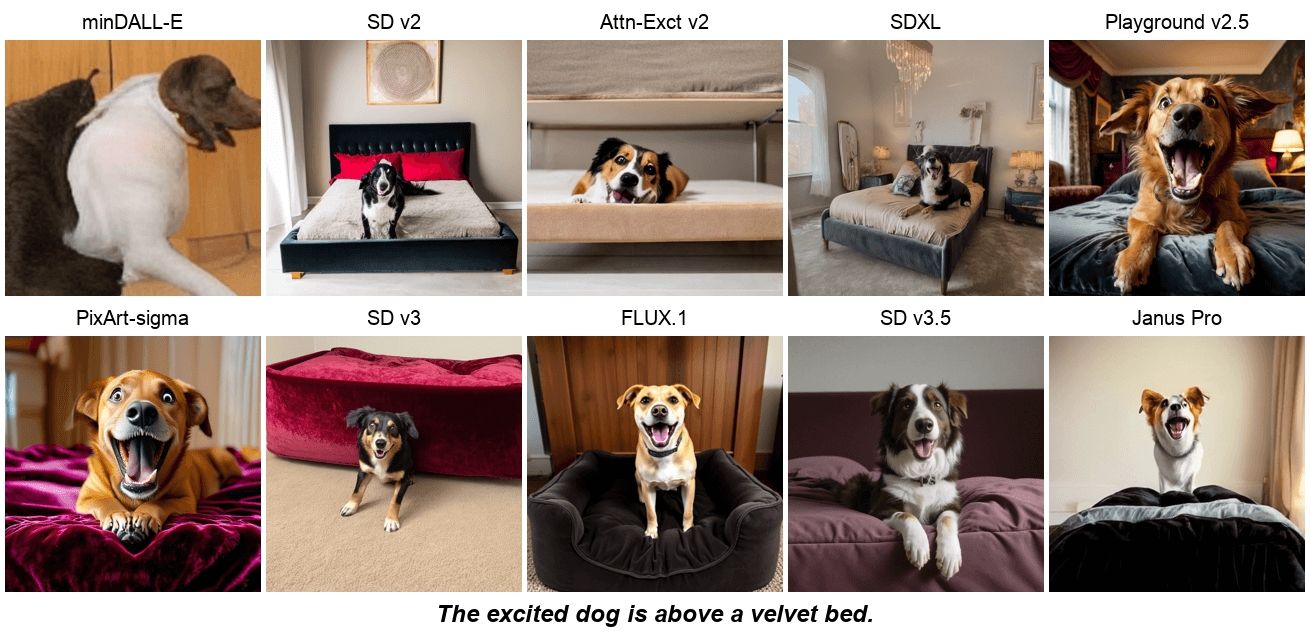 minDALL-E
SD v2
Attn-Exct v2
SDXL
Playground v2.5
PixArt-sigma
SD v3
FLUX.1
SD v3.5
Janus Pro
The excited dog is above a velvet bed.